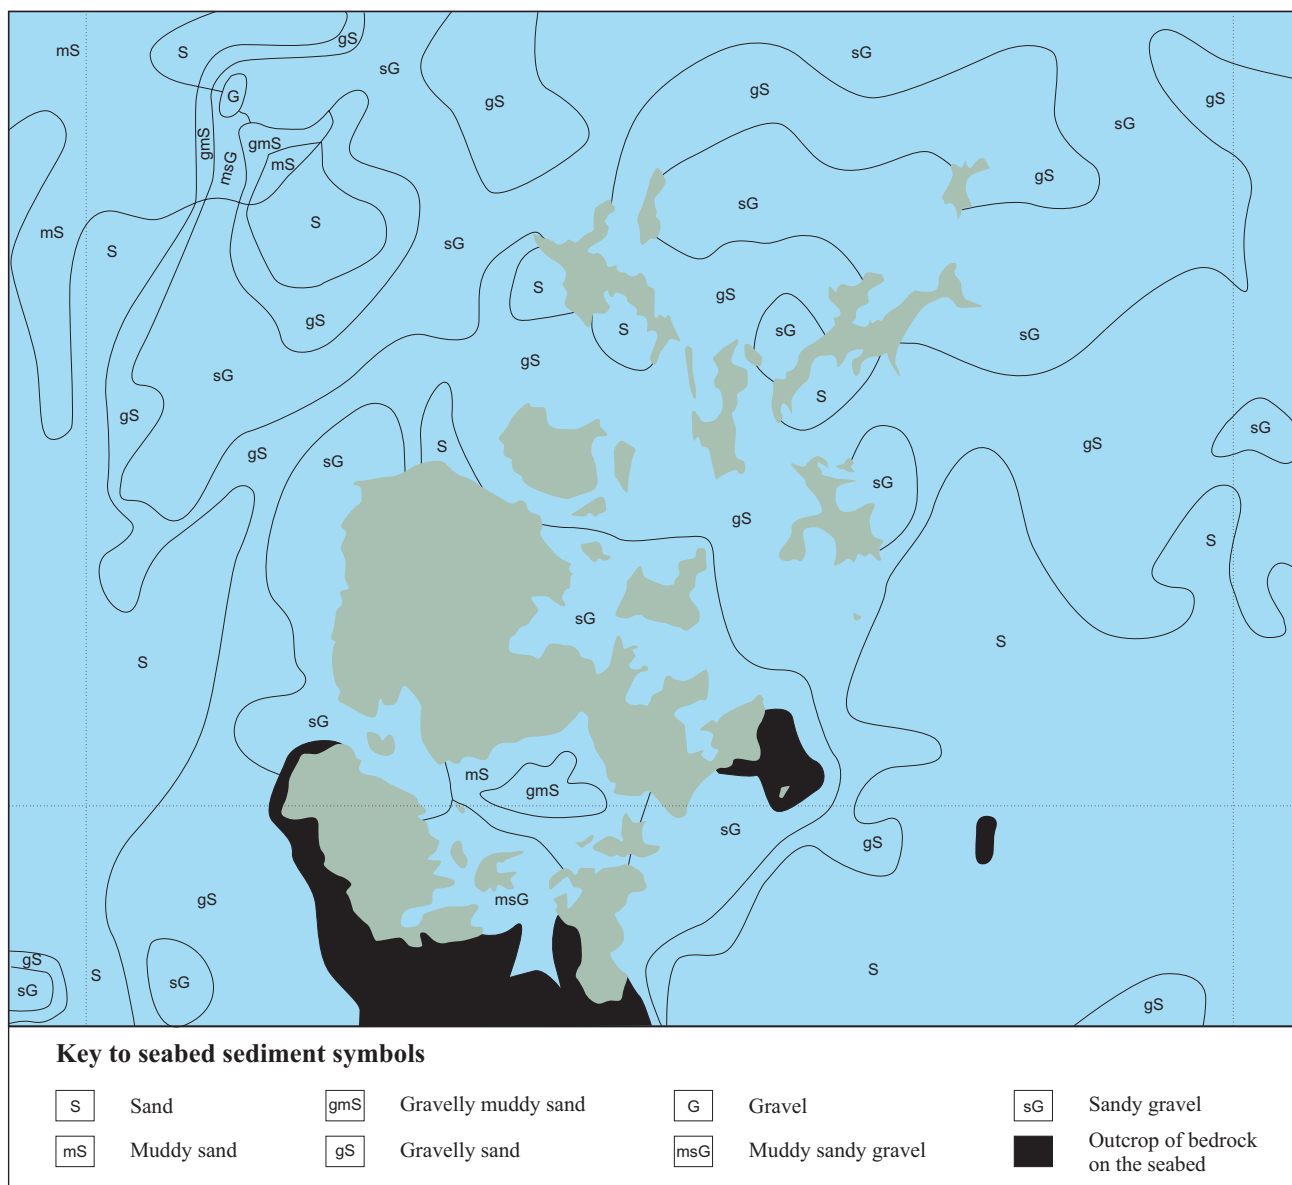 mS
S
gS
sG
gS
sG
gS
gS
sG
G
gmS
msG
gmS
mS
gS
mS
S
S
sG
sG
S
gS
S
gS
sG
S
gS
sG
gS
sG
S
gS
gS
sG
S
gS
sG
gS
sG
gS
S
S
sG
S
sG
mS
gmS
sG
gS
gS
msG
gS
sG
S
sG
S
gS
Key to seabed sediment symbols
S Sand
gmS Gravelly muddy sand
G Gravel
sG Sandy gravel
mS Muddy sand
gS Gravelly sand
msG Muddy sandy gravel
Outcrop of bedrock
on the seabed